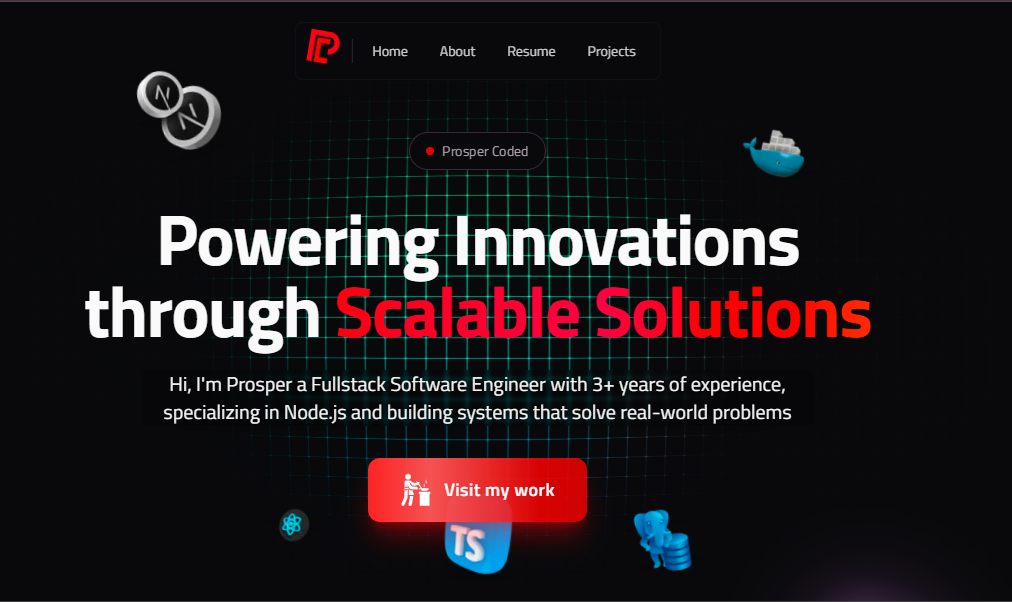 Home About Resume Projects
Prosper Coded
Powering Innovations
through Scalable Solutions
Hi, I'm Prosper a Fullstack Software Engineer with 3+ years of experience,
specializing in Node.js and building systems that solve real-world problems
Visit my work
N
N
TS